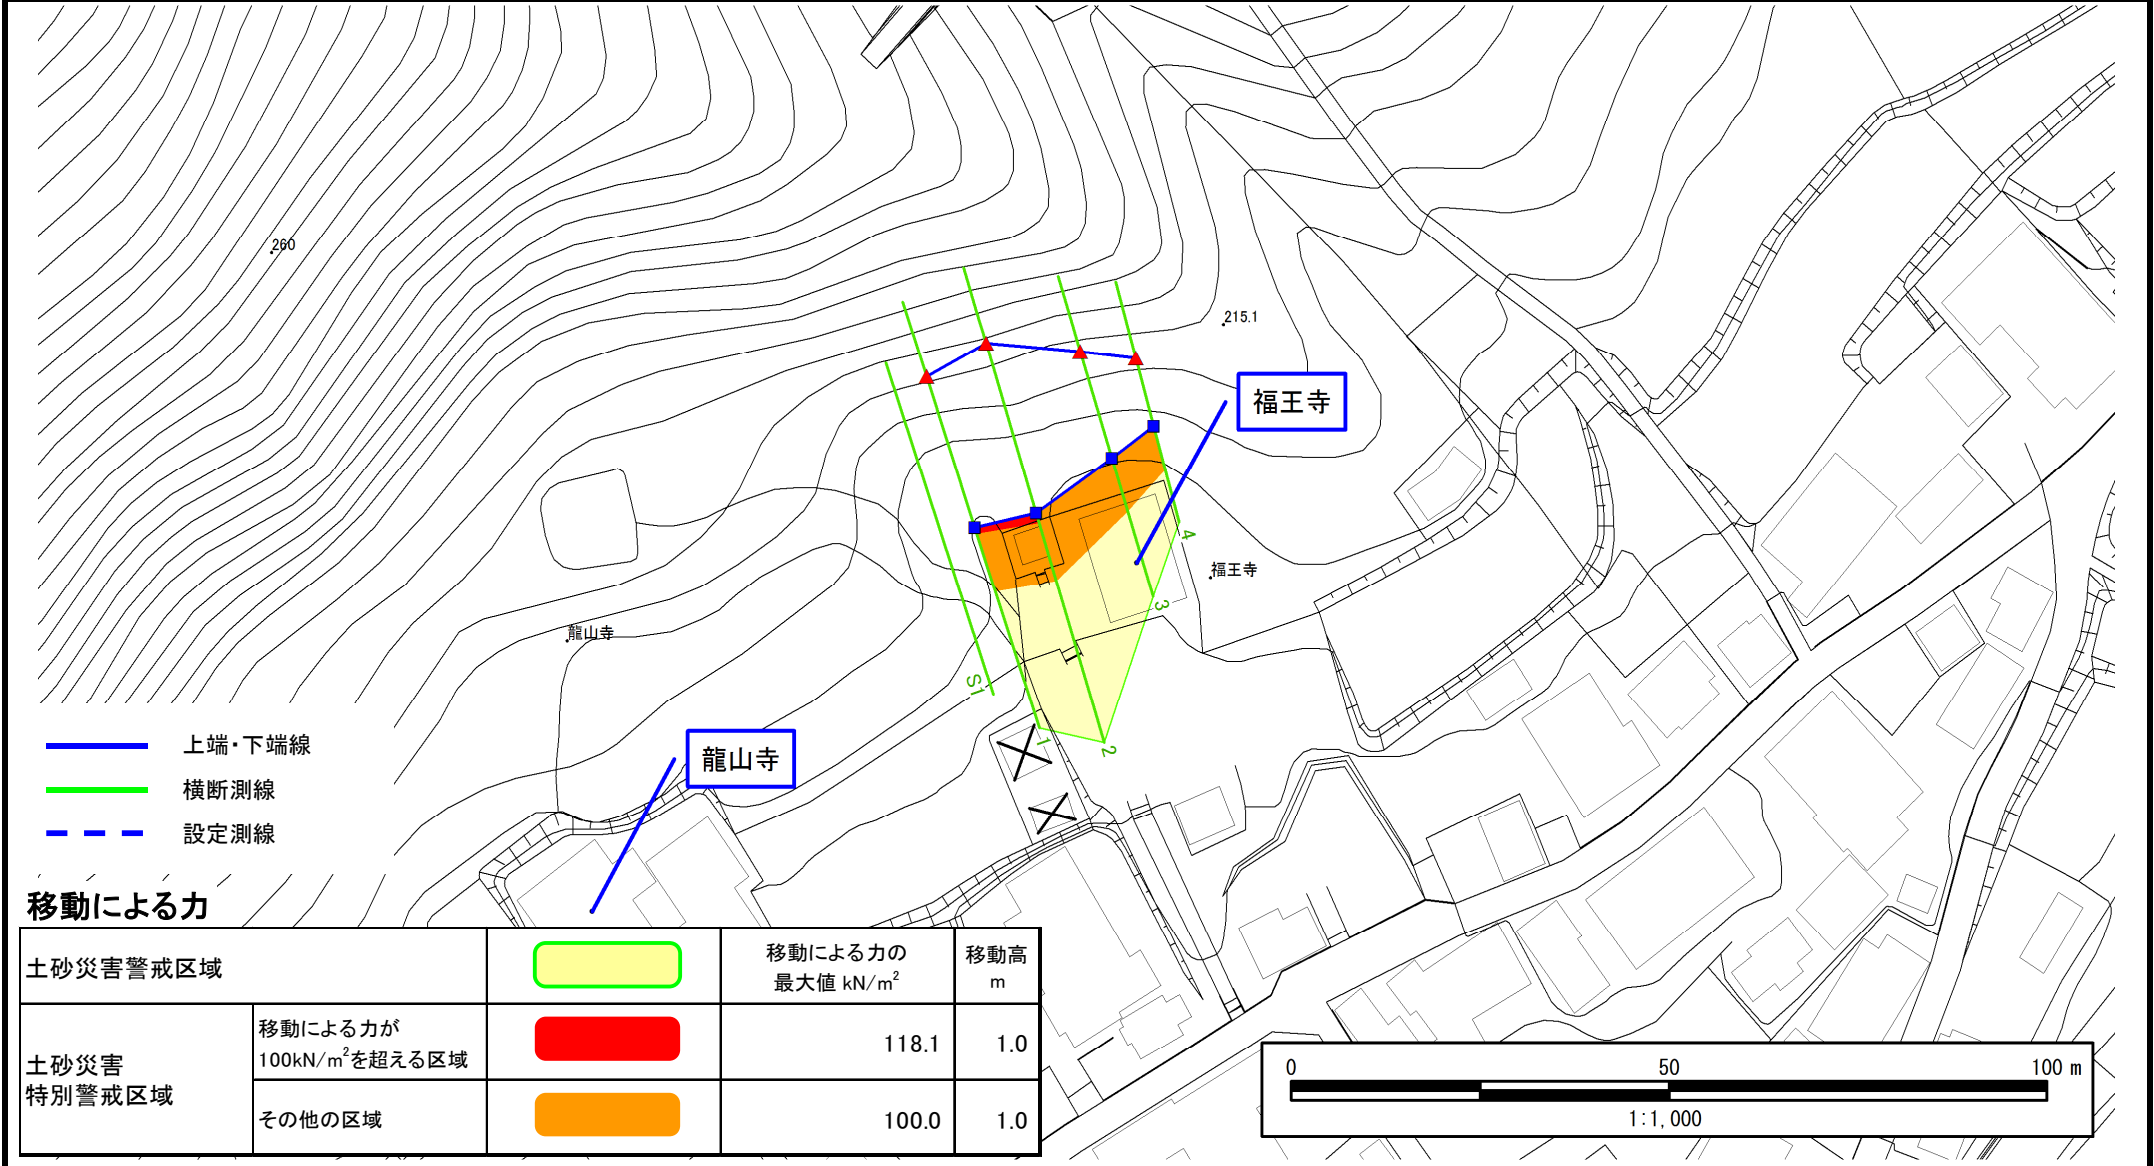 260
215.1
福王寺
福王寺
龍山寺
龍山寺
S1
1
2
3
4
上端・下端線
横断測線
設定測線
移動による力
土砂災害警戒区域
移動による力の
最大値 kN/m²
移動高
m
土砂災害
特別警戒区域
移動による力が
100kN/m²を超える区域
118.1
1.0
その他の区域
100.0
1.0
0 50 100 m
1:1,000